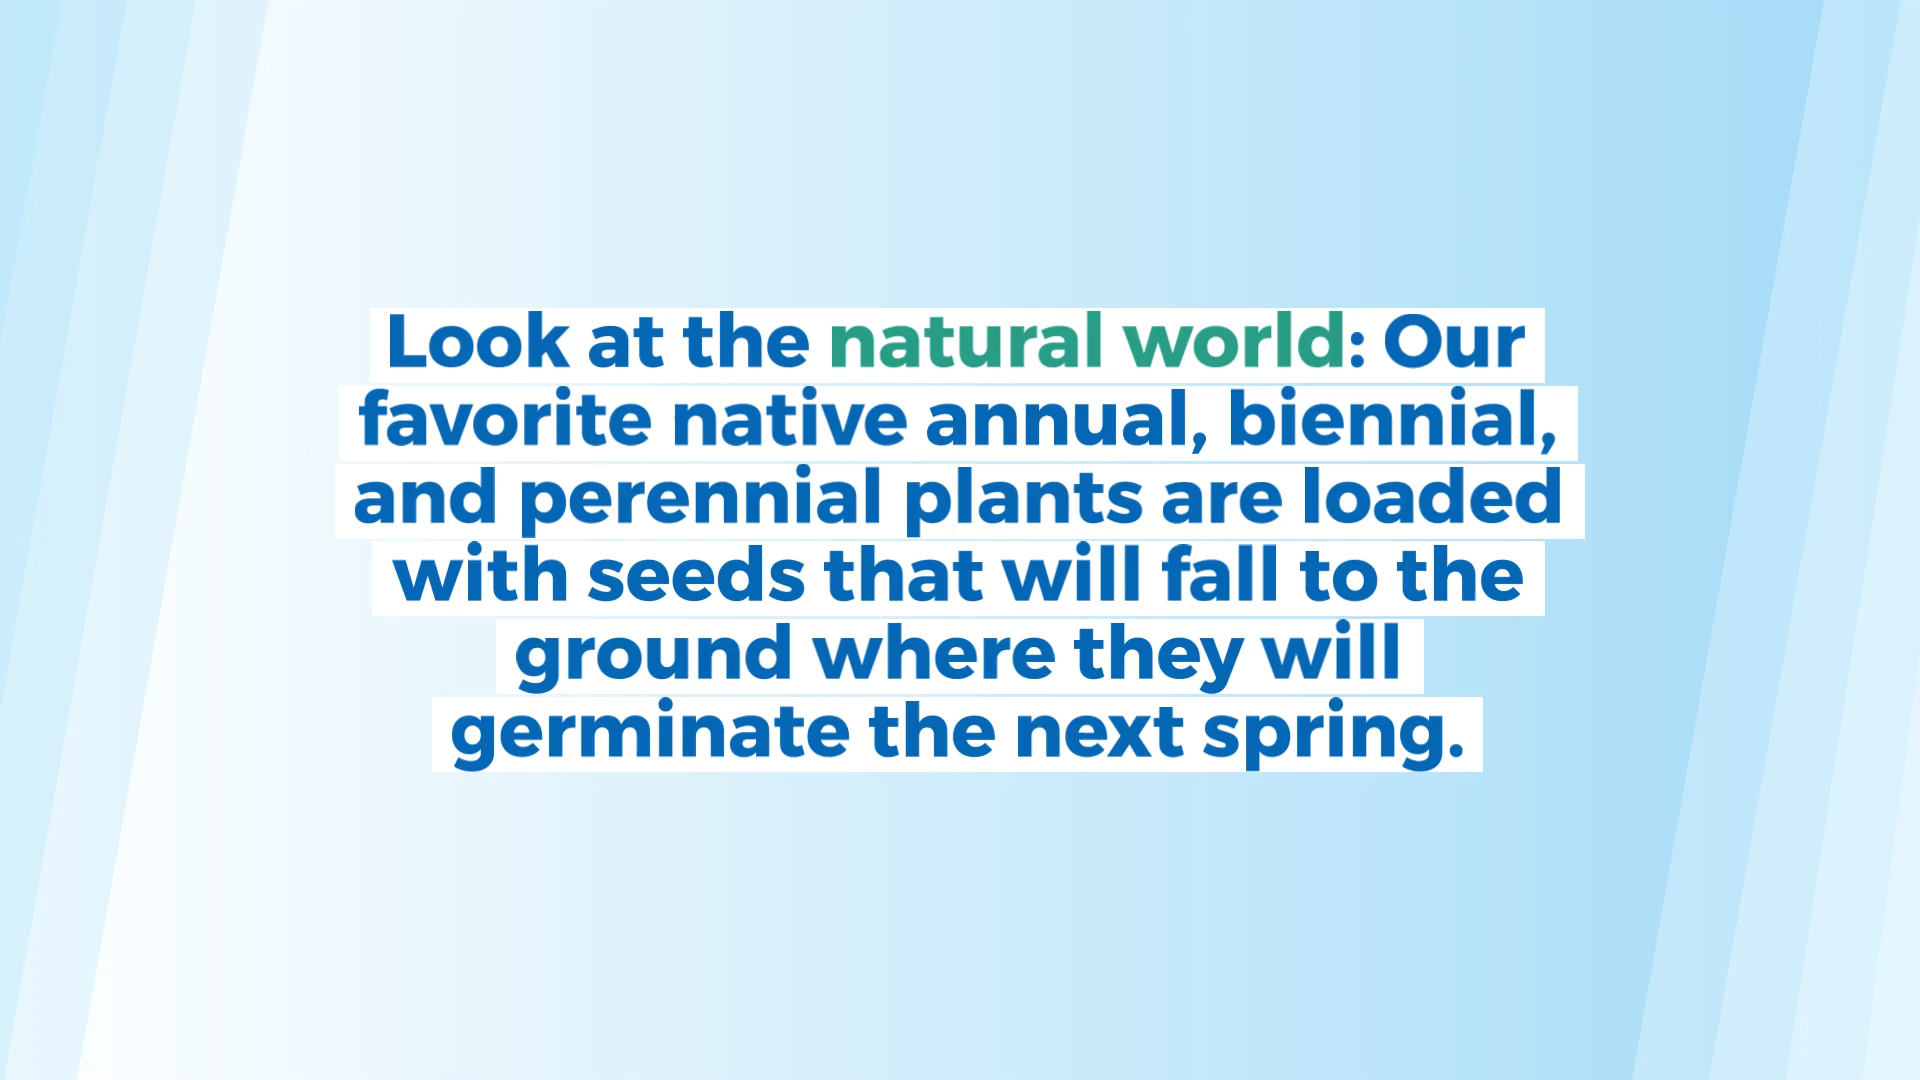 Look at the natural world: Our
favorite native annual, biennial,
and perennial plants are loaded
with seeds that will fall to the
ground where they will
germinate the next spring.